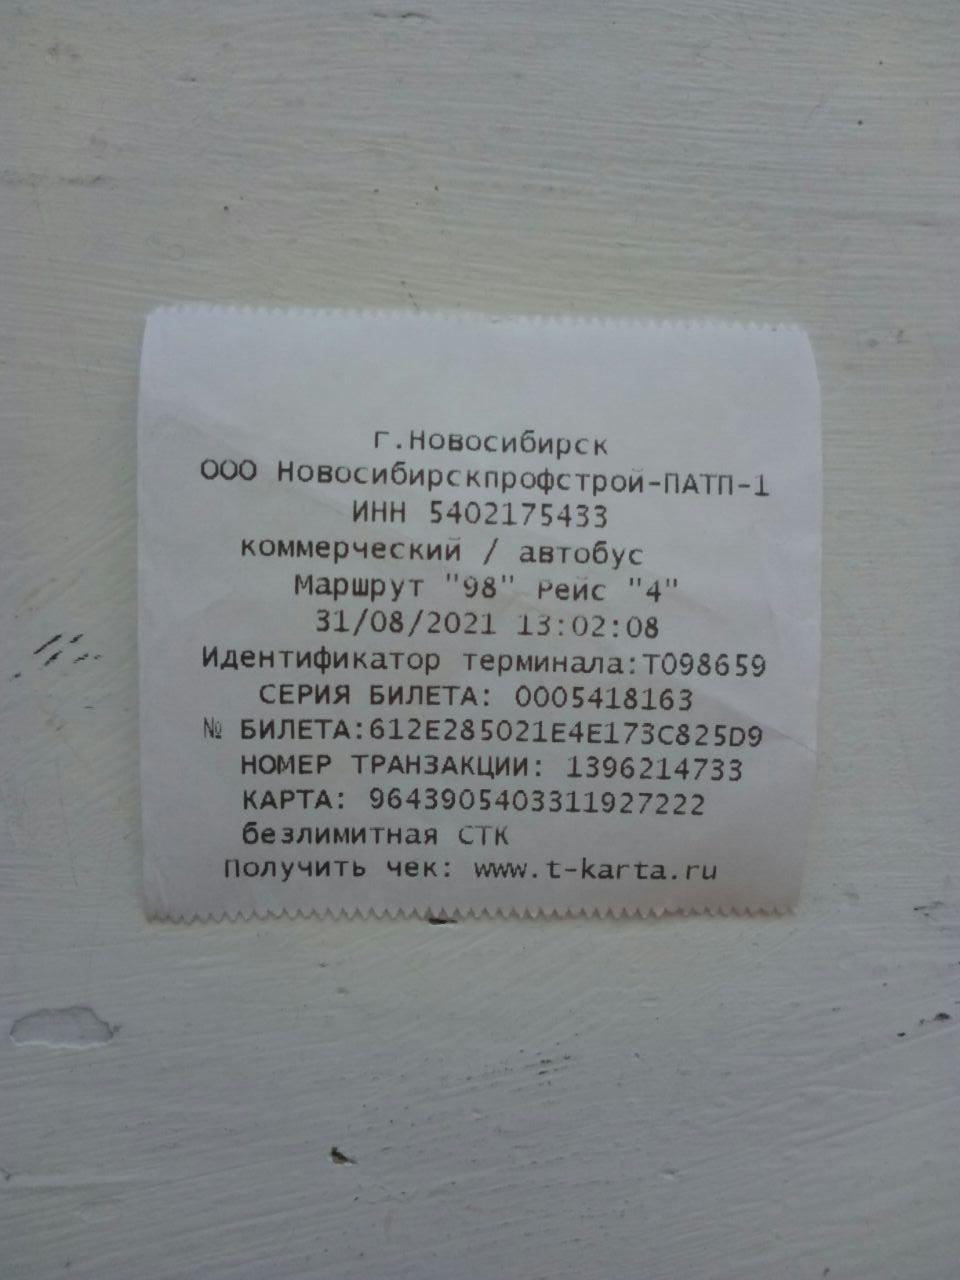 г.Новосибирск
ООО Новосибирскпрофстрой-ПАТП-1
ИНН 5402175433
коммерческий / автобус
Маршрут "98" Рейс "4"
31/08/2021 13:02:08
Идентификатор терминала:T098659
СЕРИЯ БИЛЕТА: 0005418163
№ БИЛЕТА:612E285021E4E173C825D9
НОМЕР ТРАНЗАКЦИИ: 1396214733
КАРТА: 9643905403311927222
безлимитная СТК
Получить чек: www.t-karta.ru